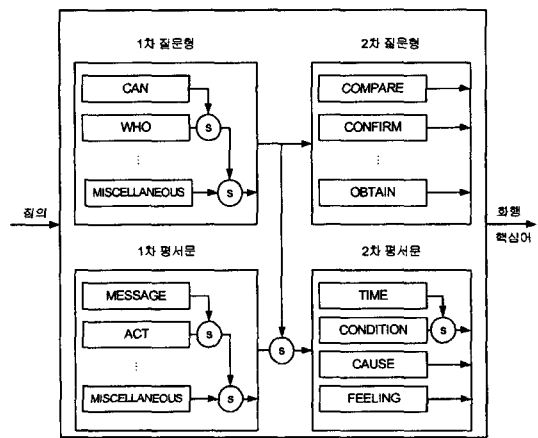 1차 질문형
CAN
WHO
S
⋮
MISCELLANEOUS
S
2차 질문형
COMPARE
CONFIRM
⋮
OBTAIN
질의
화행
핵심어
1차 평서문
MESSAGE
ACT
S
⋮
MISCELLANEOUS
S
S
2차 평서문
TIME
CONDITION
S
CAUSE
FEELING